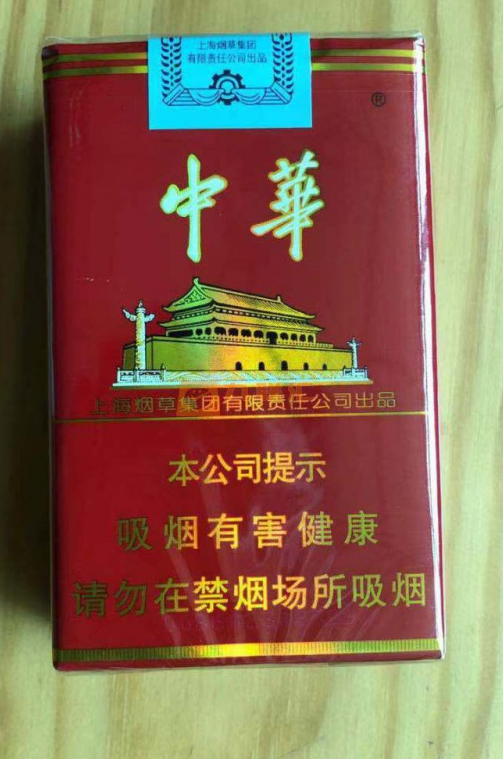 上海烟草集团
有限责任公司出品
®
中華
上海烟草集团有限责任公司出品
本公司提示
吸烟有害健康
请勿在禁烟场所吸烟